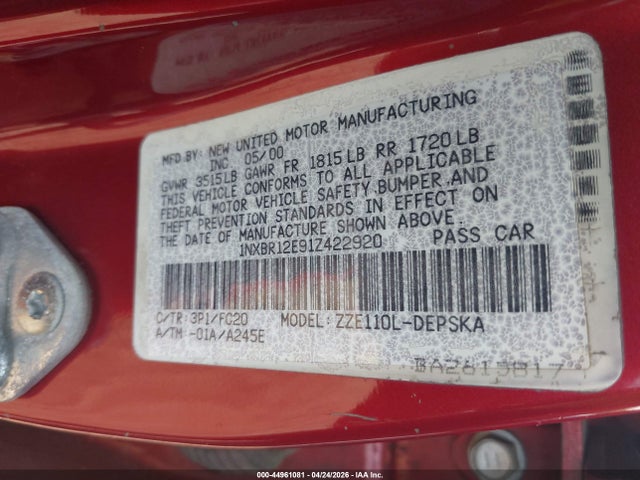 MFD BY: NEW UNITED MOTOR MANUFACTURING
INC 05/00
GVWR 3515LB GAWR FR 1815LB RR 1720LB
THIS VEHICLE CONFORMS TO ALL APPLICABLE
FEDERAL MOTOR VEHICLE SAFETY, BUMPER, AND
THEFT PREVENTION STANDARDS IN EFFECT ON
THE DATE OF MANUFACTURE SHOWN ABOVE.
1NXBR12E91Z422920 PASS CAR
C/TR: 3P1/FC20 MODEL: ZZE110L-DEPSKA
A/TM: -01A/A245E
BA2619817
000-44961081 - 04/24/2026 - IAAI.COM